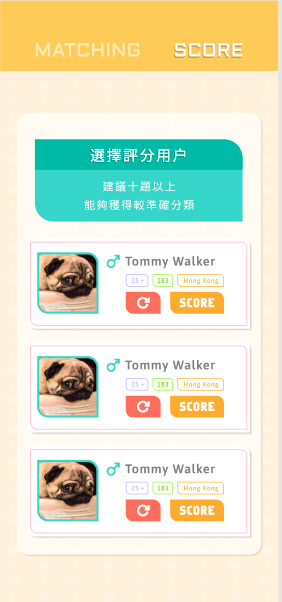 MATCHING SCORE
選擇評分用户
建議十題以上
能夠獲得較準確分類
Tommy Walker
25+ 183 Hong Kong
SCORE
Tommy Walker
25+ 183 Hong Kong
SCORE
Tommy Walker
25+ 183 Hong Kong
SCORE